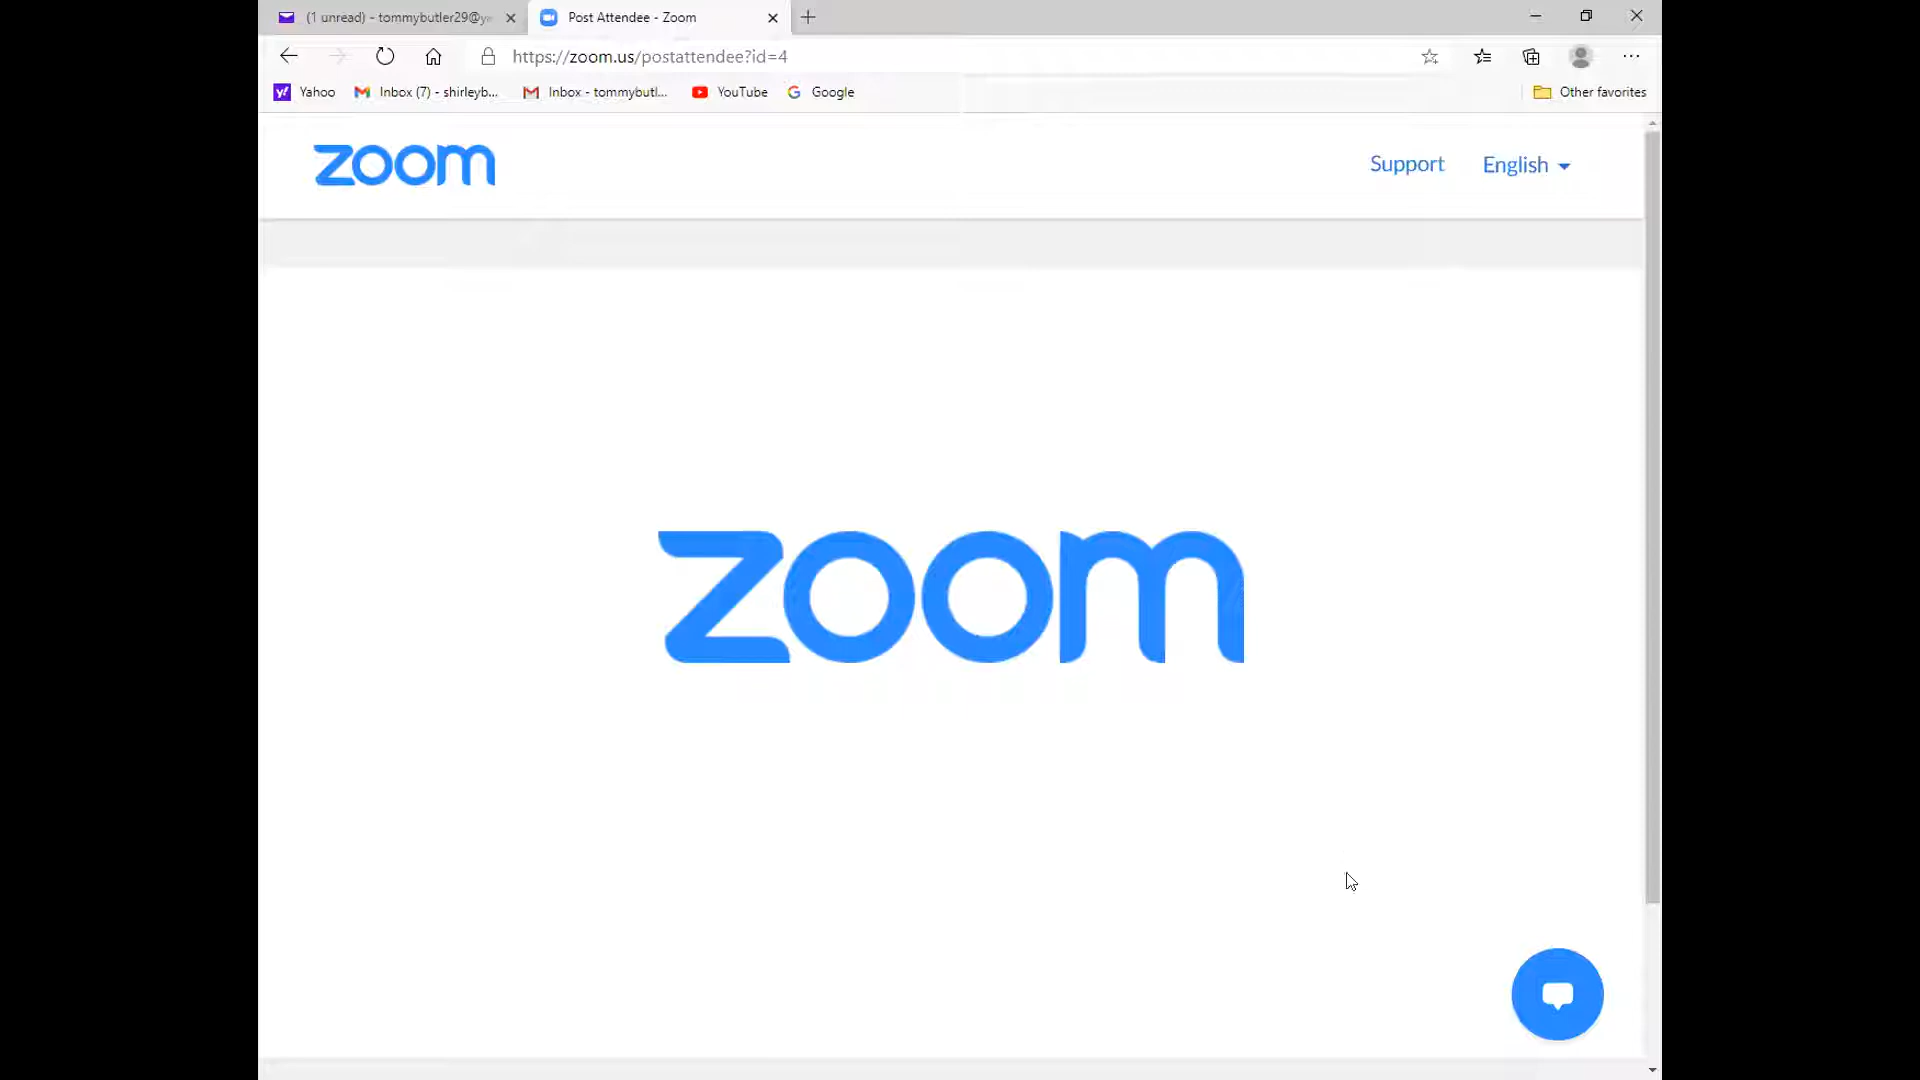 (1 unread) - tommybutler29@y
Post Attendee - Zoom
https://zoom.us/postattendee?id=4
Yahoo
Inbox (7) - shirleyb...
Inbox - tommybutl...
YouTube
Google
Other favorites
zoom
Support
English
zoom